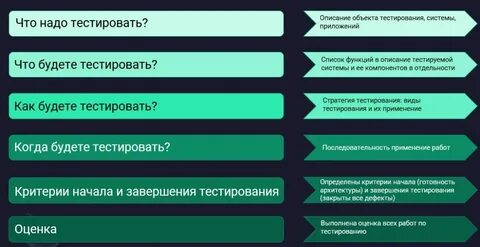 Что надо тестировать?
Описание объекта тестирования, системы,
приложений
Что будете тестировать?
Список функций в описание тестируемой
системы и ее компонентов в отдельности
Как будете тестировать?
Стратегия тестирования: виды
тестирования и их применение
Когда будете тестировать?
Последовательность применение работ
Критерии начала и завершения тестирования
Определены критерии начала (готовность
архитектуры) и завершения тестирования
(закрыты все дефекты)
Оценка
Выполнена оценка всех работ по
тестированию